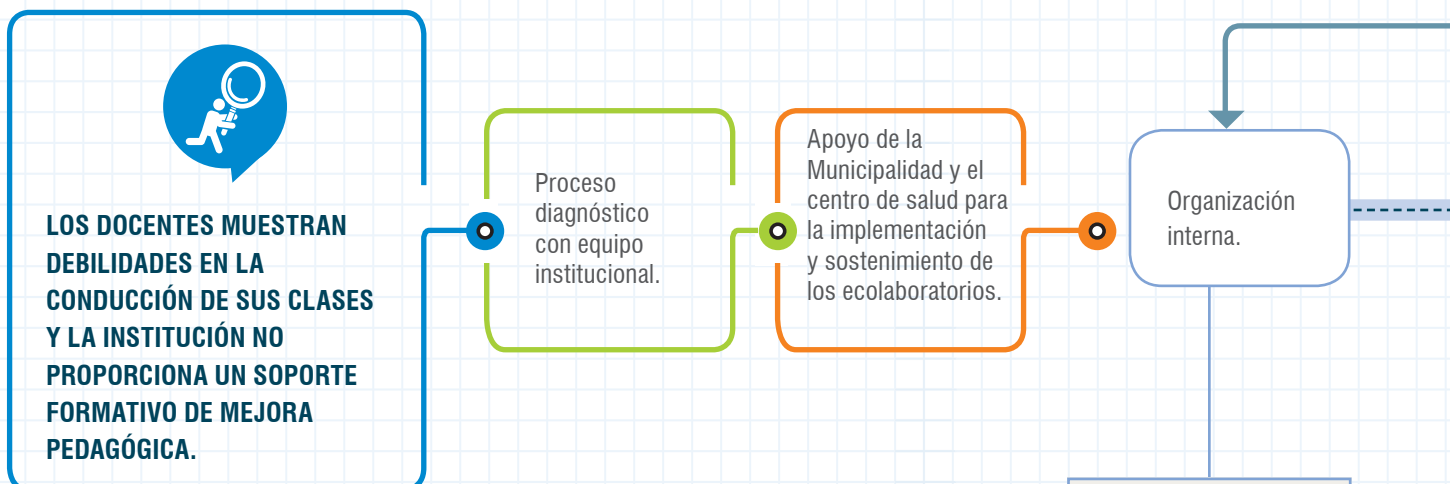 LOS DOCENTES MUESTRAN
DEBILIDADES EN LA
CONDUCCIÓN DE SUS CLASES
Y LA INSTITUCIÓN NO
PROPORCIONA UN SOPORTE
FORMATIVO DE MEJORA
PEDAGÓGICA.
Proceso
diagnóstico
con equipo
institucional.
Apoyo de la
Municipalidad y el
centro de salud para
la implementación
y sostenimiento de
los ecolaboratorios.
Organización
interna.